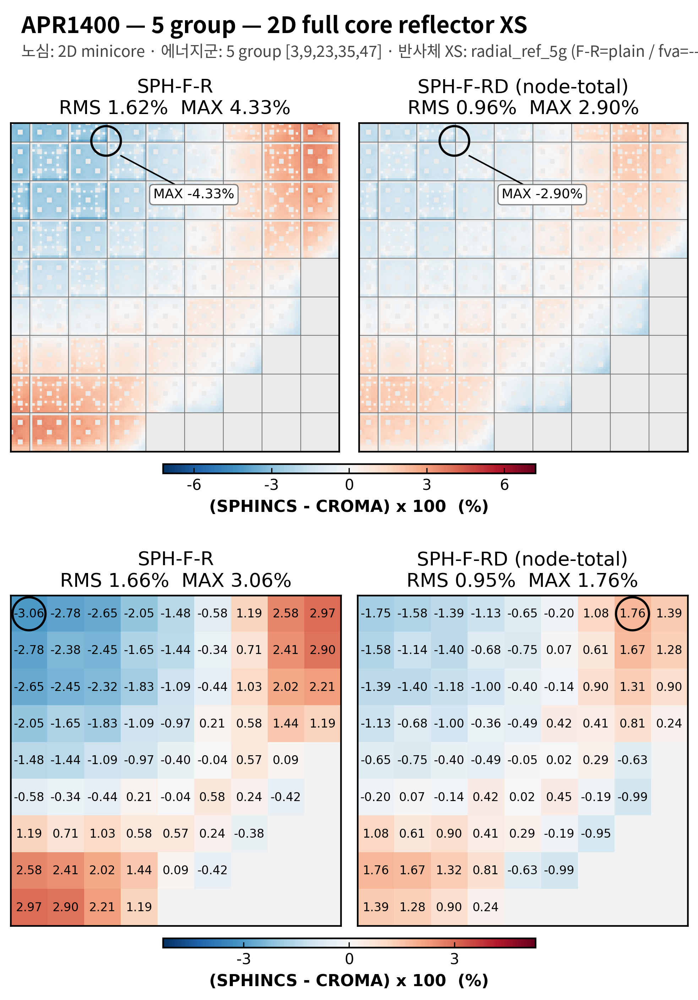 APR1400 — 5 group — 2D full core reflector XS
노심: 2D minicore · 에너지군: 5 group [3,9,23,35,47] · 반사체 XS: radial_ref_5g (F-R=plain / fva=--
SPH-F-R
RMS 1.62% MAX 4.33%
SPH-F-RD (node-total)
RMS 0.96% MAX 2.90%
MAX -4.33%
MAX -2.90%
-6 -3 0 3 6
(SPHINCS - CROMA) x 100 (%)
SPH-F-R
RMS 1.66% MAX 3.06%
-3.06 -2.78 -2.65 -2.05 -1.48 -0.58 1.19 2.58 2.97
-2.78 -2.38 -2.45 -1.65 -1.44 -0.34 0.71 2.41 2.90
-2.65 -2.45 -2.32 -1.83 -1.09 -0.44 1.03 2.02 2.21
-2.05 -1.65 -1.83 -1.09 -0.97 0.21 0.58 1.44 1.19
-1.48 -1.44 -1.09 -0.97 -0.40 -0.04 0.57 0.09
-0.58 -0.34 -0.44 0.21 -0.04 0.58 0.24 -0.42
1.19 0.71 1.03 0.58 0.57 0.24 -0.38
2.58 2.41 2.02 1.44 0.09 -0.42
2.97 2.90 2.21 1.19
SPH-F-RD (node-total)
RMS 0.95% MAX 1.76%
-1.75 -1.58 -1.39 -1.13 -0.65 -0.20 1.08 1.76 1.39
-1.58 -1.14 -1.40 -0.68 -0.75 0.07 0.61 1.67 1.28
-1.39 -1.40 -1.18 -1.00 -0.40 -0.14 0.90 1.31 0.90
-1.13 -0.68 -1.00 -0.36 -0.49 0.42 0.41 0.81 0.24
-0.65 -0.75 -0.40 -0.49 -0.05 0.02 0.29 -0.63
-0.20 0.07 -0.14 0.42 0.02 0.45 -0.19 -0.99
1.08 0.61 0.90 0.41 0.29 -0.19 -0.95
1.76 1.67 1.32 0.81 -0.63 -0.99
1.39 1.28 0.90 0.24
-3 0 3
(SPHINCS - CROMA) x 100 (%)